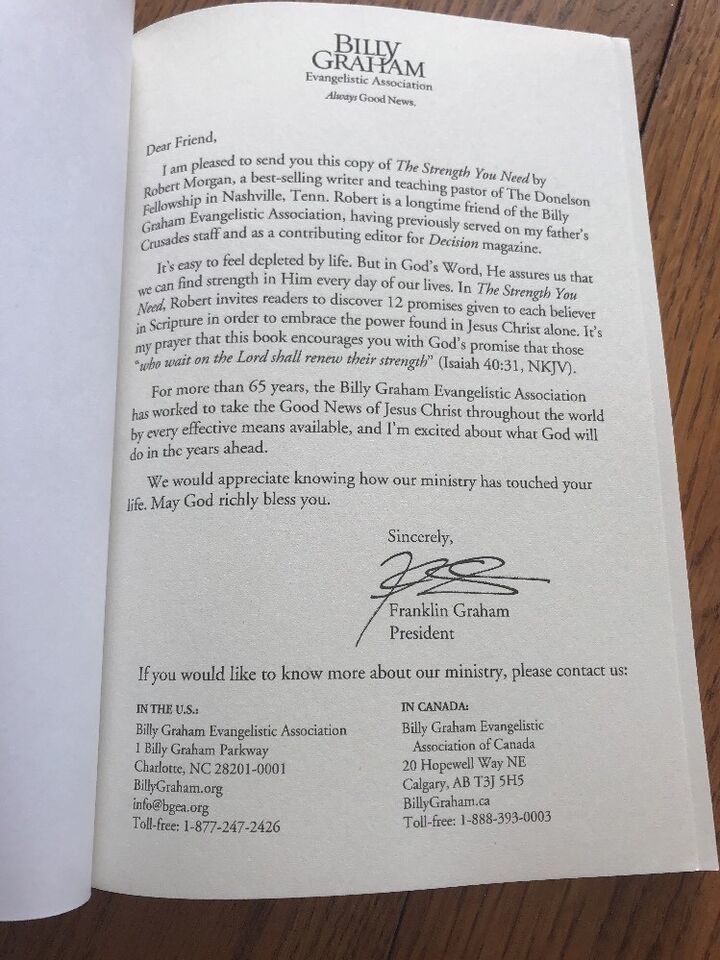 BILLY
GRAHAM
Evangelistic Association
Always Good News.
Dear Friend,
I am pleased to send you this copy of The Strength You Need by
Robert Morgan, a best-selling writer and teaching pastor of The Donelson
Fellowship in Nashville, Tenn. Robert is a longtime friend of the Billy
Graham Evangelistic Association, having previously served on my father's
Crusades staff and as a contributing editor for Decision magazine.
It's easy to feel depleted by life. But in God's Word, He assures us that
we can find strength in Him every day of our lives. In The Strength You
Need, Robert invites readers to discover 12 promises given to each believer
in Scripture in order to embrace the power found in Jesus Christ alone. It's
my prayer that this book encourages you with God's promise that those
"who wait on the Lord shall renew their strength" (Isaiah 40:31, NKJV).
For more than 65 years, the Billy Graham Evangelistic Association
has worked to take the Good News of Jesus Christ throughout the world
by every effective means available, and I'm excited about what God will
do in the years ahead.
We would appreciate knowing how our ministry has touched your
life. May God richly bless you.
Sincerely,
Franklin Graham
President
If you would like to know more about our ministry, please contact us:
IN THE U.S.:
Billy Graham Evangelistic Association
1 Billy Graham Parkway
Charlotte, NC 28201-0001
BillyGraham.org
info@bgea.org
Toll-free: 1-877-247-2426
IN CANADA:
Billy Graham Evangelistic
Association of Canada
20 Hopewell Way NE
Calgary, AB T3J 5H5
BillyGraham.ca
Toll-free: 1-888-393-0003